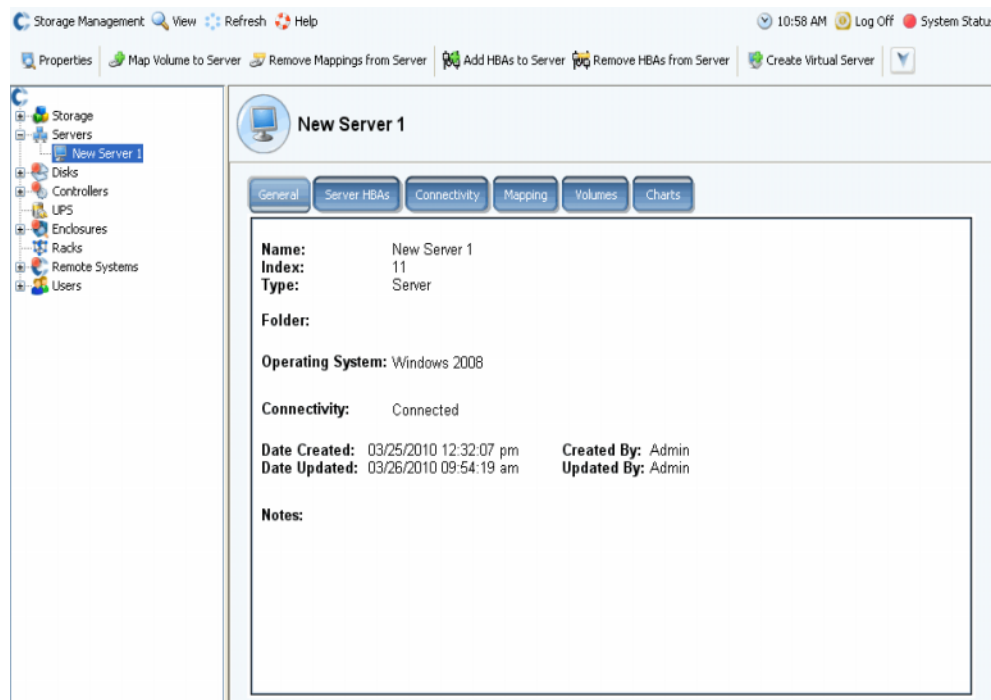 Storage Management View Refresh Help 10:58 AM Log Off System Status
Properties Map Volume to Server Remove Mappings from Server Add HBAs to Server Remove HBAs from Server Create Virtual Server
Storage
Servers
New Server 1
Disks
Controllers
UPS
Enclosures
Racks
Remote Systems
Users
New Server 1
General Server HBAs Connectivity Mapping Volumes Charts
Name: New Server 1
Index: 11
Type: Server
Folder:
Operating System: Windows 2008
Connectivity: Connected
Date Created: 03/25/2010 12:32:07 pm Created By: Admin
Date Updated: 03/26/2010 09:54:19 am Updated By: Admin
Notes: